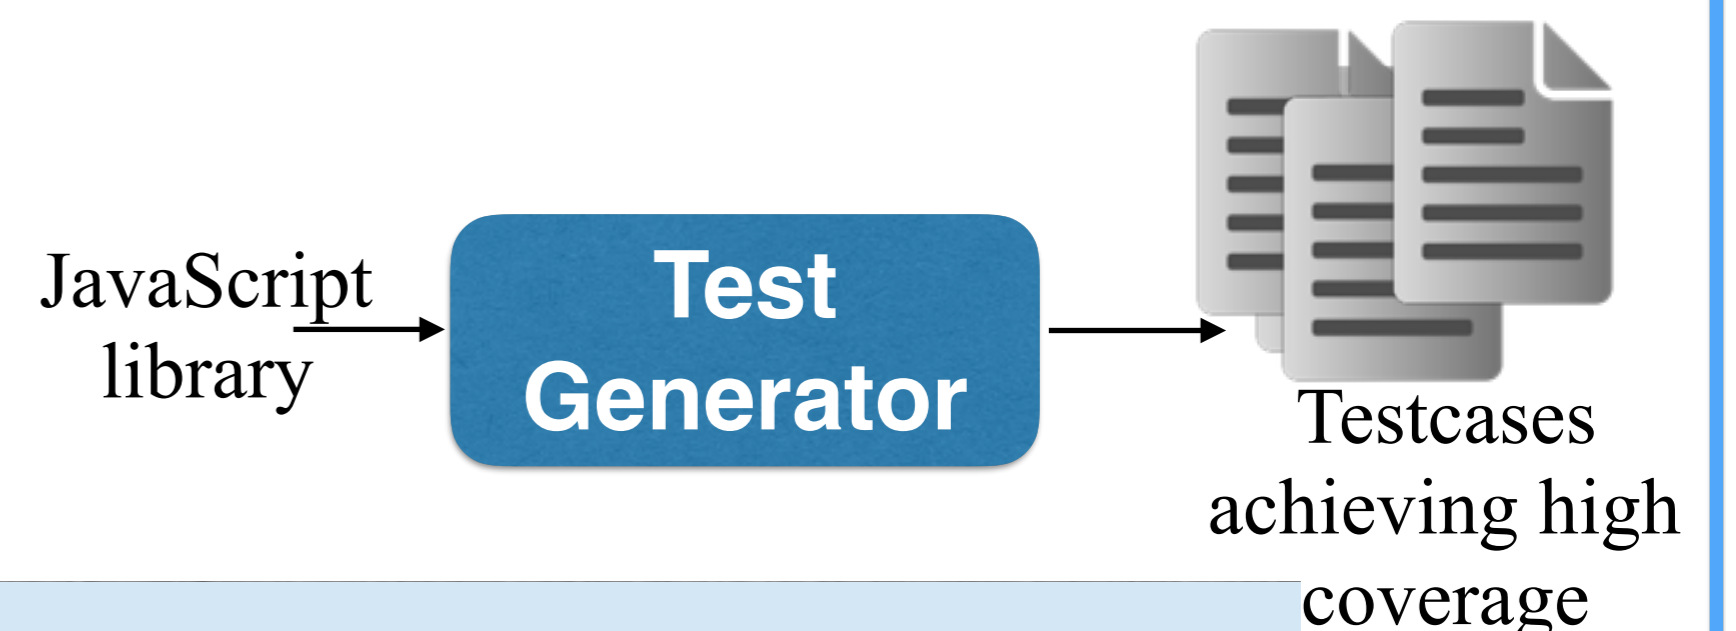 JavaScript
library
Test
Generator
Testcases
achieving high
coverage